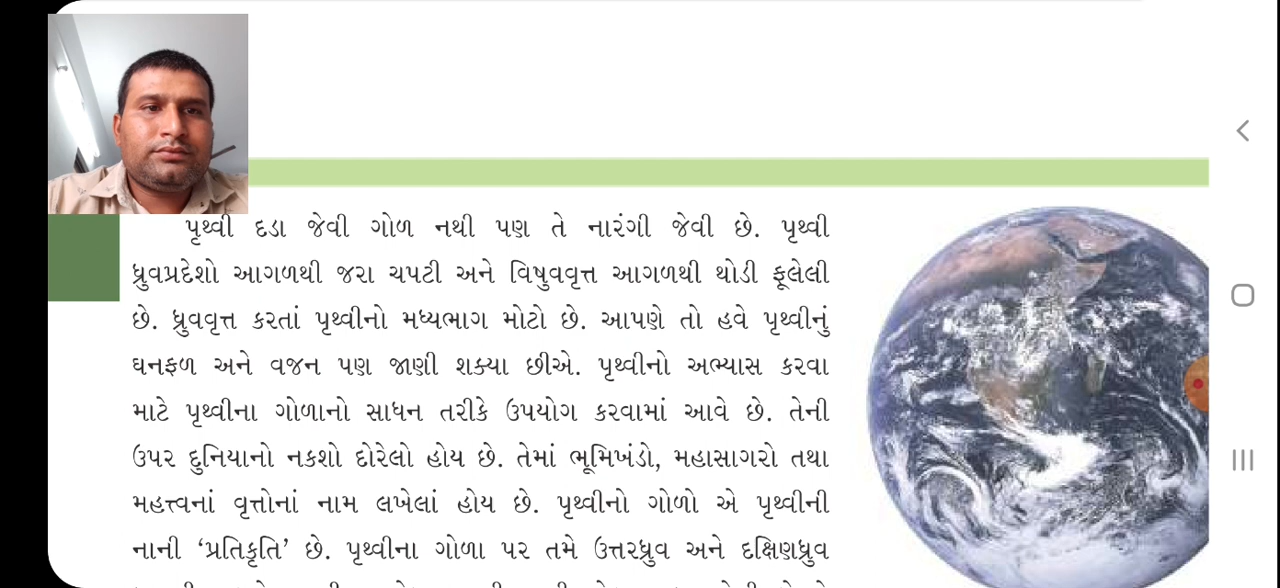 પૃથ્વી દડા જેવી ગોળ નથી પણ તે નારંગી જેવી છે. પૃથ્વી
ધ્રુવપ્રદેશો આગળથી જરા ચપટી અને વિષુવવૃત્ત આગળથી થોડી ફૂલેલી
છે. ધ્રુવવૃત્ત કરતાં પૃથ્વીનો મધ્યભાગ મોટો છે. આપણે તો હવે પૃથ્વીનું
ઘનફળ અને વજન પણ જાણી શક્યા છીએ. પૃથ્વીનો અભ્યાસ કરવા
માટે પૃથ્વીના ગોળાનો સાધન તરીકે ઉપયોગ કરવામાં આવે છે. તેની
ઉપર દુનિયાનો નકશો દોરેલો હોય છે. તેમાં ભૂમિખંડો, મહાસાગરો તથા
મહત્ત્વનાં વૃત્તોનાં નામ લખેલાં હોય છે. પૃથ્વીનો ગોળો એ પૃથ્વીની
નાની ‘પ્રતિકૃતિ’ છે. પૃથ્વીના ગોળા પર તમે ઉત્તરધ્રુવ અને દક્ષિણધ્રુવ